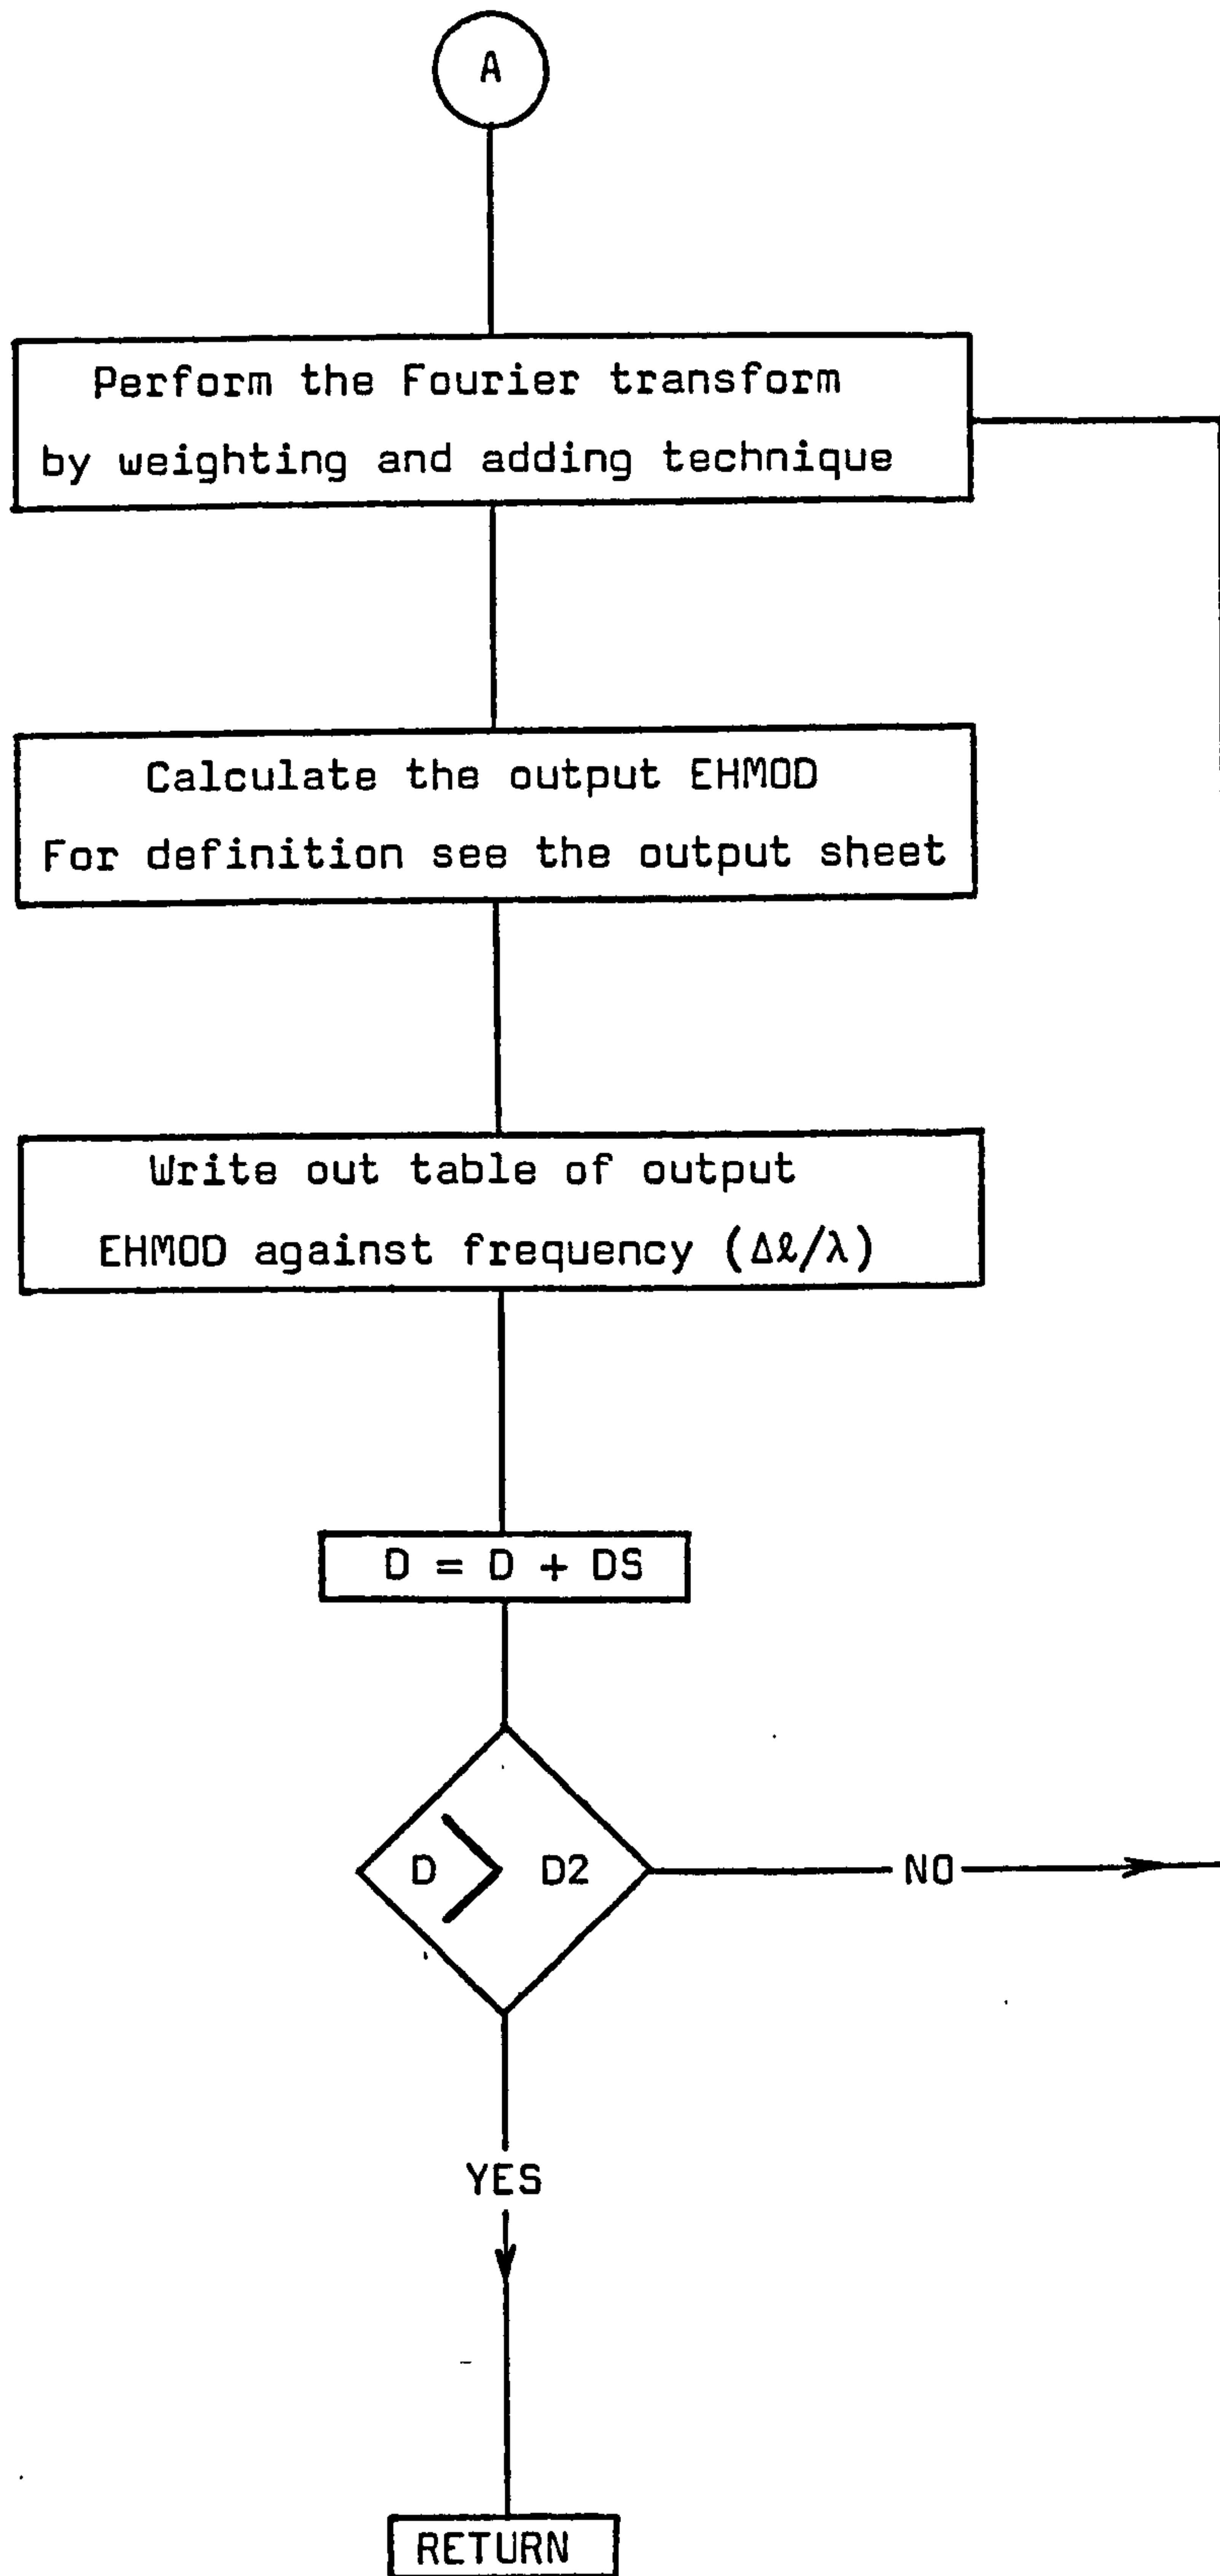 A
Perform the Fourier transform
by weighting and adding technique
Calculate the output EHMOD
For definition see the output sheet
Write out table of output
EHMOD against frequency (Δℓ/λ)
D = D + DS
D > D2
NO
YES
RETURN